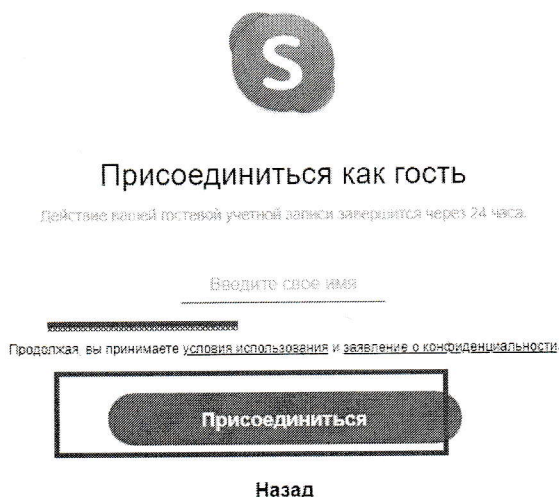 S
Присоединиться как гость
Действие вашей гостевой учетной записи завершится через 24 часа.
Введите свое имя
Продолжая, вы принимаете условия использования и заявление о конфиденциальности
Присоединиться
Назад